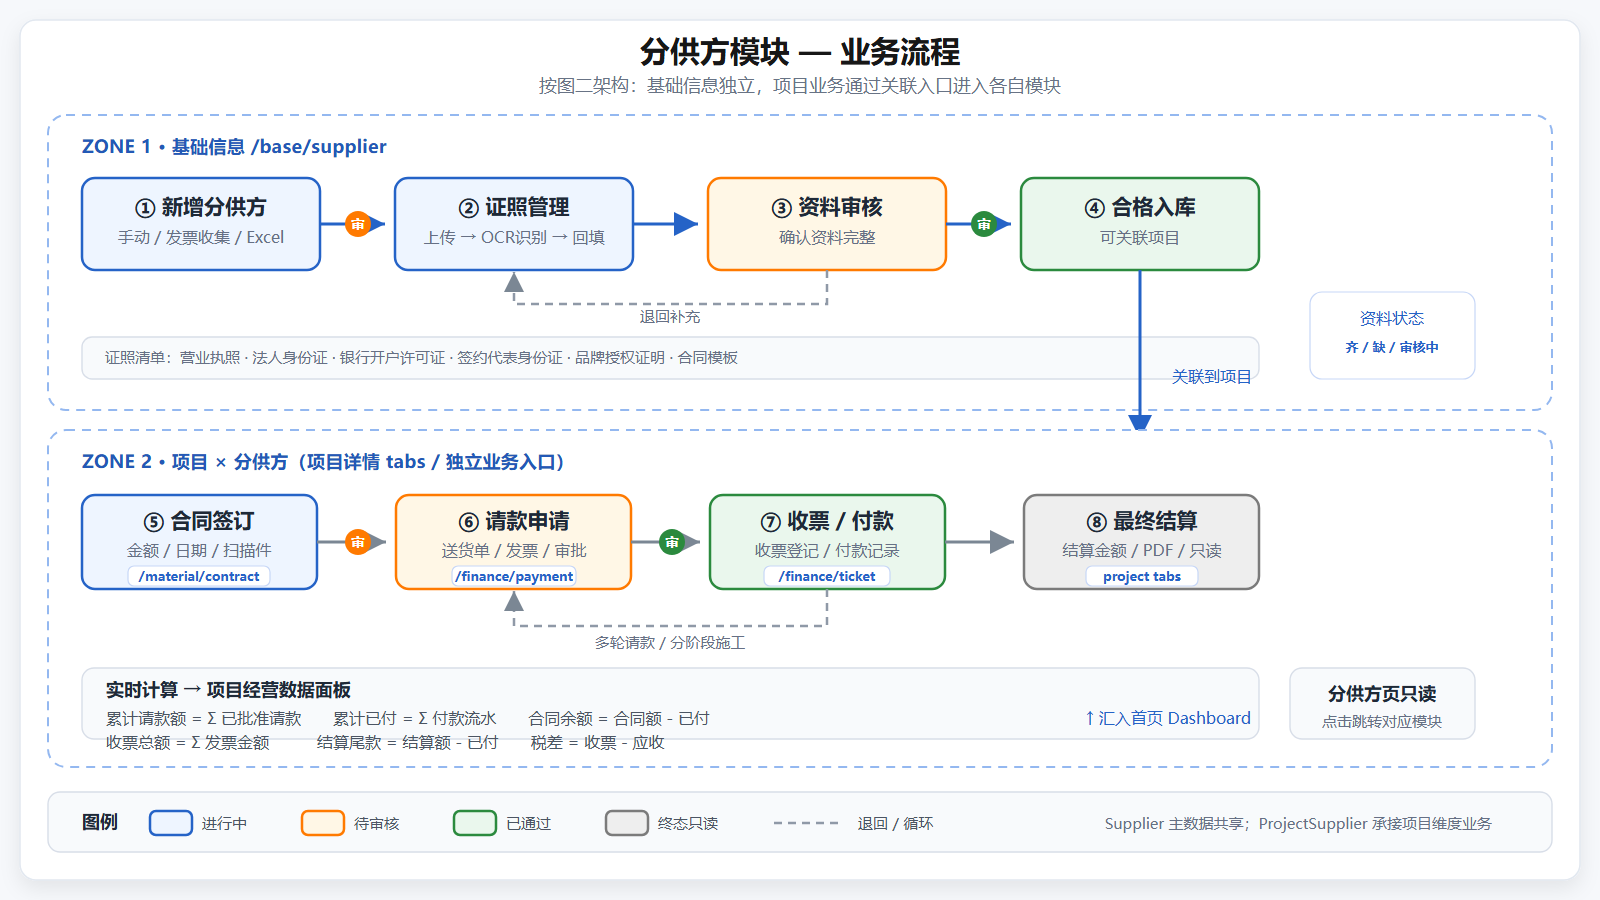 分供方模块 — 业务流程
按图二架构：基础信息独立，项目业务通过关联入口进入各自模块
ZONE 1 · 基础信息 /base/supplier
① 新增分供方
手动 / 发票收集 / Excel
审
② 证照管理
上传 → OCR识别 → 回填
③ 资料审核
确认资料完整
审
④ 合格入库
可关联项目
退回补充
资料状态
齐 / 缺 / 审核中
证照清单：营业执照 · 法人身份证 · 银行开户许可证 · 签约代表身份证 · 品牌授权证明 · 合同模板
关联到项目
ZONE 2 · 项目 × 分供方（项目详情 tabs / 独立业务入口）
⑤ 合同签订
金额 / 日期 / 扫描件
/material/contract
审
⑥ 请款申请
送货单 / 发票 / 审批
/finance/payment
审
⑦ 收票 / 付款
收票登记 / 付款记录
/finance/ticket
⑧ 最终结算
结算金额 / PDF / 只读
project tabs
多轮请款 / 分阶段施工
实时计算 → 项目经营数据面板
累计请款额 = Σ 已批准请款 累计已付 = Σ 付款流水 合同余额 = 合同额 - 已付
收票总额 = Σ 发票金额 结算尾款 = 结算额 - 已付 税差 = 收票 - 应收
↑ 汇入首页 Dashboard
分供方页只读
点击跳转对应模块
图例
进行中
待审核
已通过
终态只读
退回 / 循环
Supplier 主数据共享；ProjectSupplier 承接项目维度业务